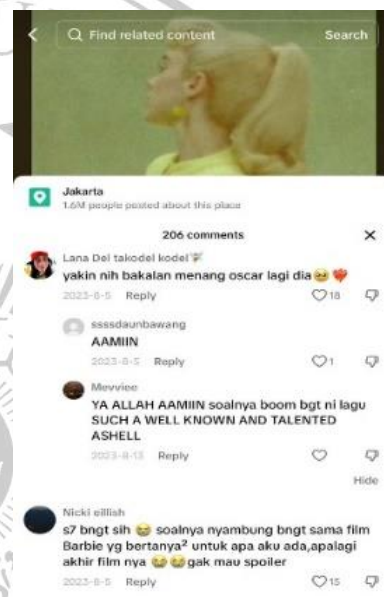 Find related content Search
Jakarta
1.6M people posted about this place
206 comments
Lana Del takodel kodel
yakin nih bakalan menang oscar lagi dia🥹❤️‍🔥
2023-8-5 Reply 18
ssssdaunbawang
AAMIIN
2023-8-5 Reply 1
Mevviee
YA ALLAH AAMIIN soalnya boom bgt ni lagu
SUCH A WELL KNOWN AND TALENTED
ASHELL
2023-8-13 Reply
Hide
Nicki eillish
s7 bngt sih 😭 soalnya nyambung bngt sama film
Barbie yg bertanya² untuk apa aku ada,apalagi
akhir film nya 😭😭gak mau spoiler
2023-8-5 Reply 15